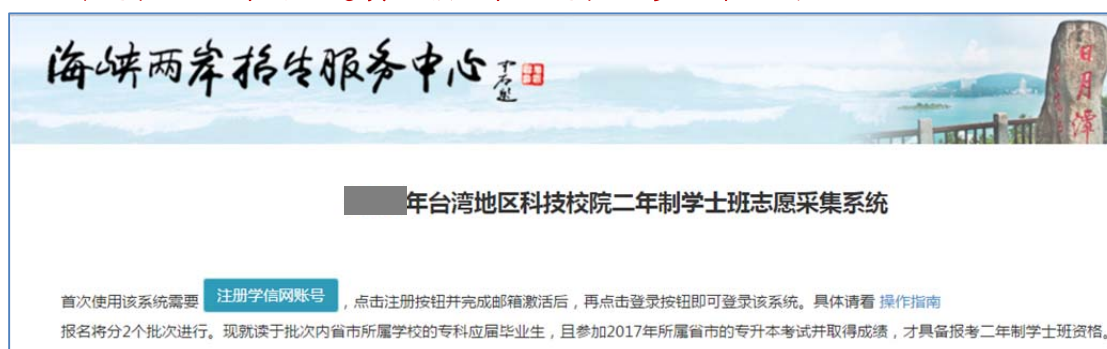 海峡两岸招生服务中心
日月潭
年台湾地区科技校院二年制学士班志愿采集系统
首次使用该系统需要 注册学信网账号 ，点击注册按钮并完成邮箱激活后，再点击登录按钮即可登录该系统。具体请看 操作指南
报名将分2个批次进行。现就读于批次内省市所属学校的专科应届毕业生，且参加2017年所属省市的专升本考试并取得成绩，才具备报考二年制学士班资格。